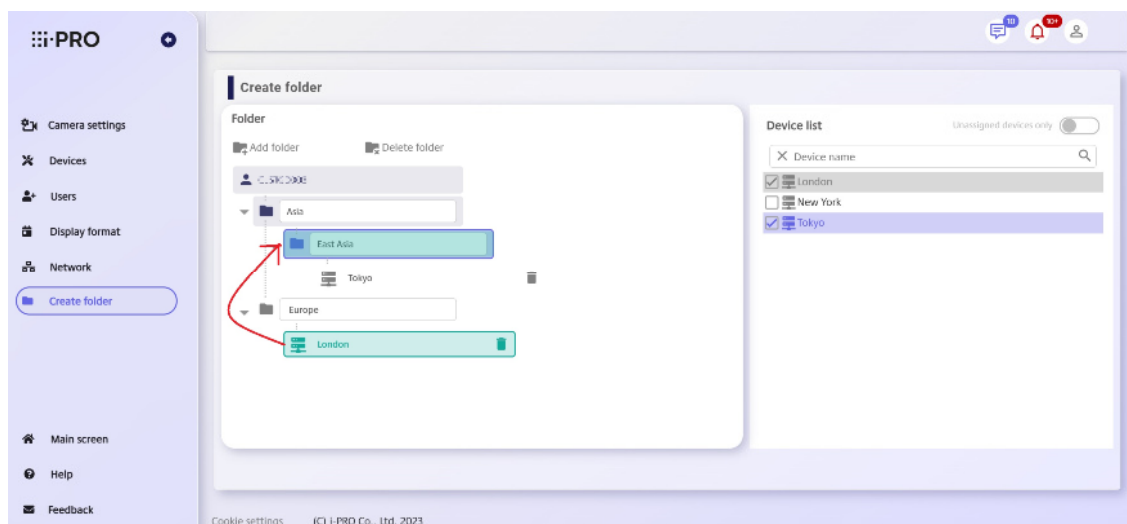 i-PRO
10
10+
Create folder
Folder
Add folder
Delete folder
Asia
East Asia
Tokyo
Europe
London
Device list
Unassigned devices only
Device name
London
New York
Tokyo
Camera settings
Devices
Users
Display format
Network
Create folder
Main screen
Help
Feedback
Cookie settings
(C) i-PRO Co., Ltd. 2023